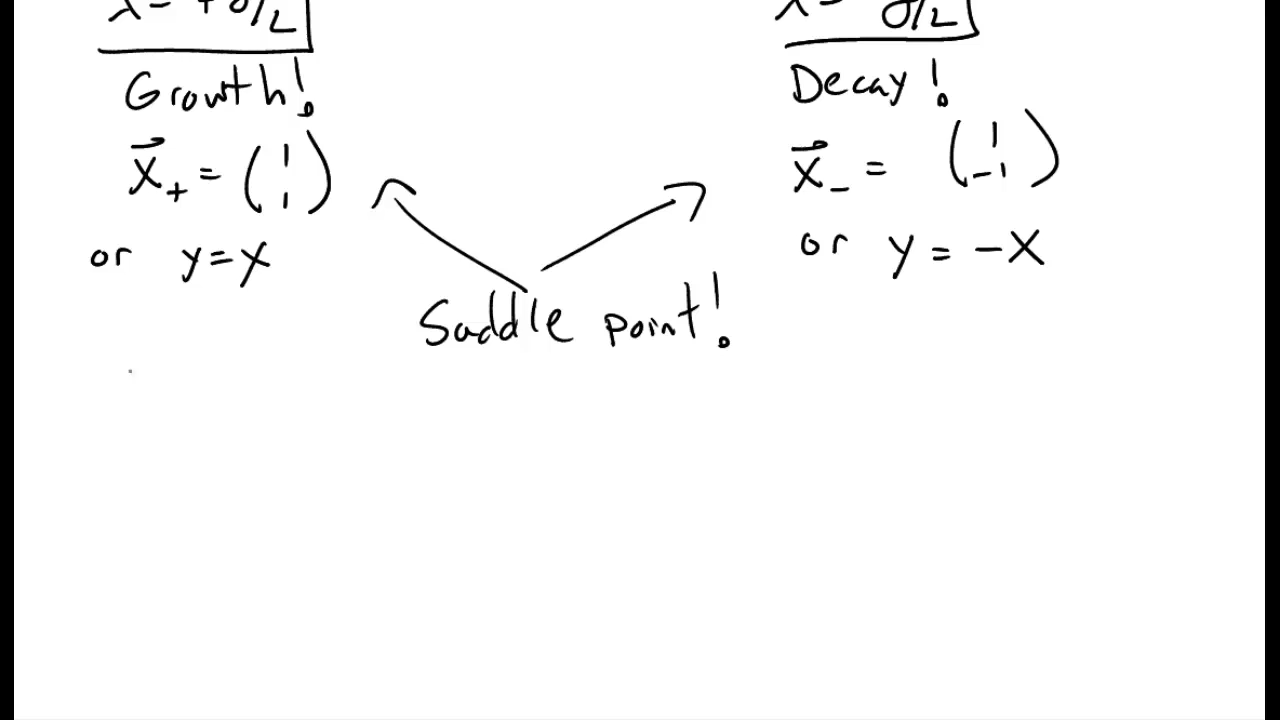 Growth!
Decay!
x⃗₊ = (1 1)
x⃗₋ = (1 -1)
or y = x
or y = -x
Saddle point!